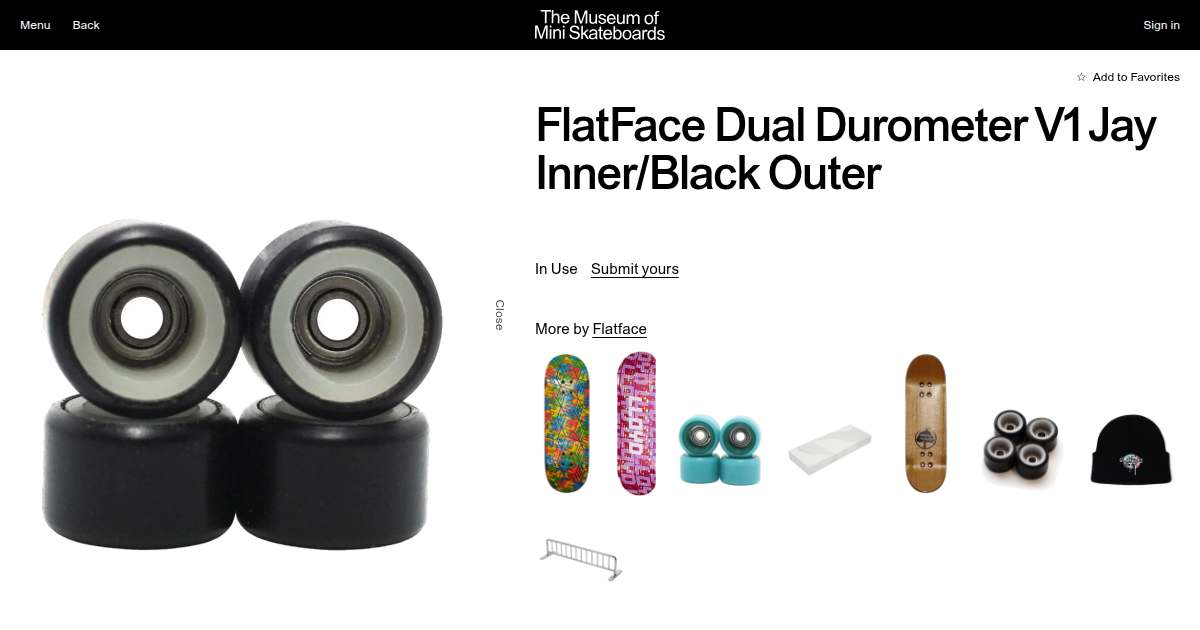 Menu
Back
The Museum of
Mini Skateboards
Sign in
☆ Add to Favorites
FlatFace Dual Durometer V1 Jay
Inner/Black Outer
In Use Submit yours
Close
More by Flatface
LLOYD